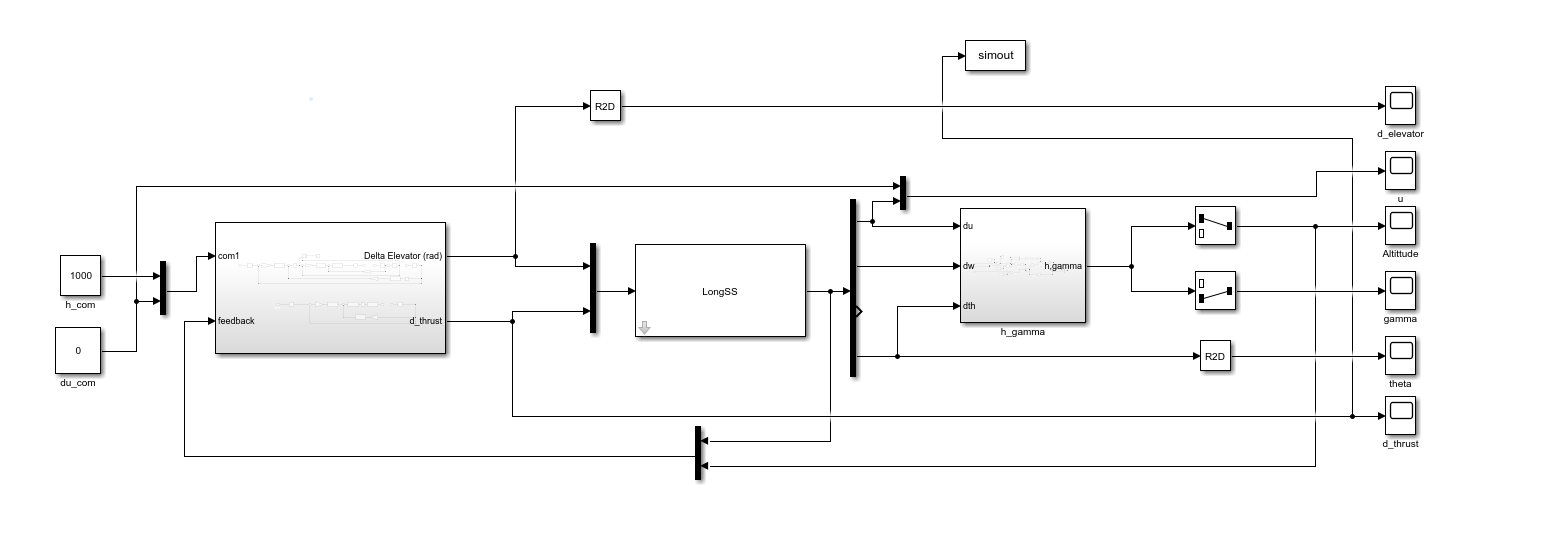 simout
R2D
d_elevator
u
1000
h_com
0
du_com
com1
feedback
Delta Elevator (rad)
d_thrust
LongSS
du
dw
dth
h,gamma
h_gamma
Altittude
gamma
R2D
theta
d_thrust